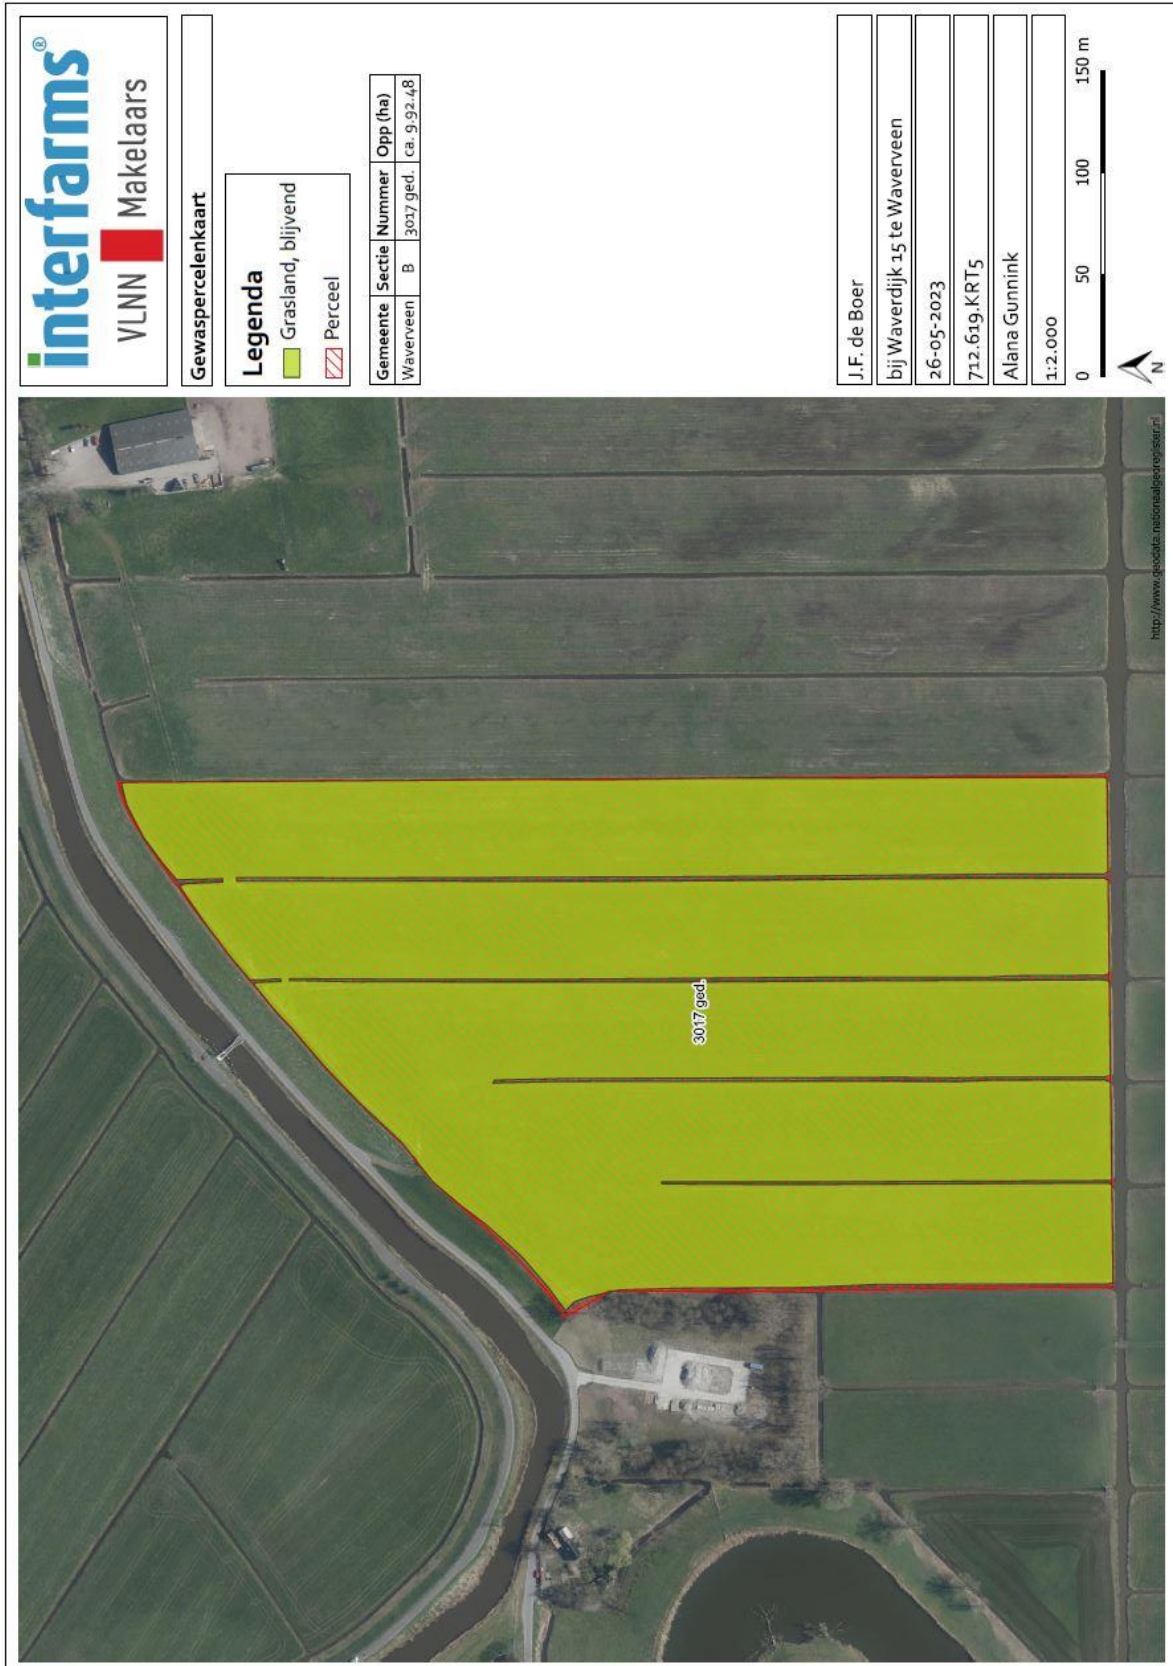 interfarms®
VLNN Makelaars
Gewaspercelenkaart
Legenda
Grasland, blijvend
Perceel
Gemeente Sectie Nummer Opp (ha)
Waverveen B 3017 ged. ca. 9.92.48
J.F. de Boer
bij Waverdijk 15 te Waverveen
26-05-2023
712.619.KRT5
Alana Gunnink
1:2.000
0 50 100 150 m
N
3017 ged.
http://www.geodata.nationaalgeoregister.nl